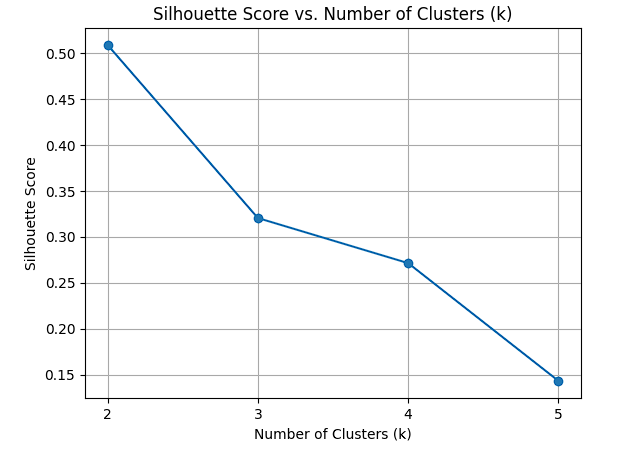 Silhouette Score vs. Number of Clusters (k)
0.50
0.45
0.40
0.35
0.30
0.25
0.20
0.15
Silhouette Score
2 3 4 5
Number of Clusters (k)